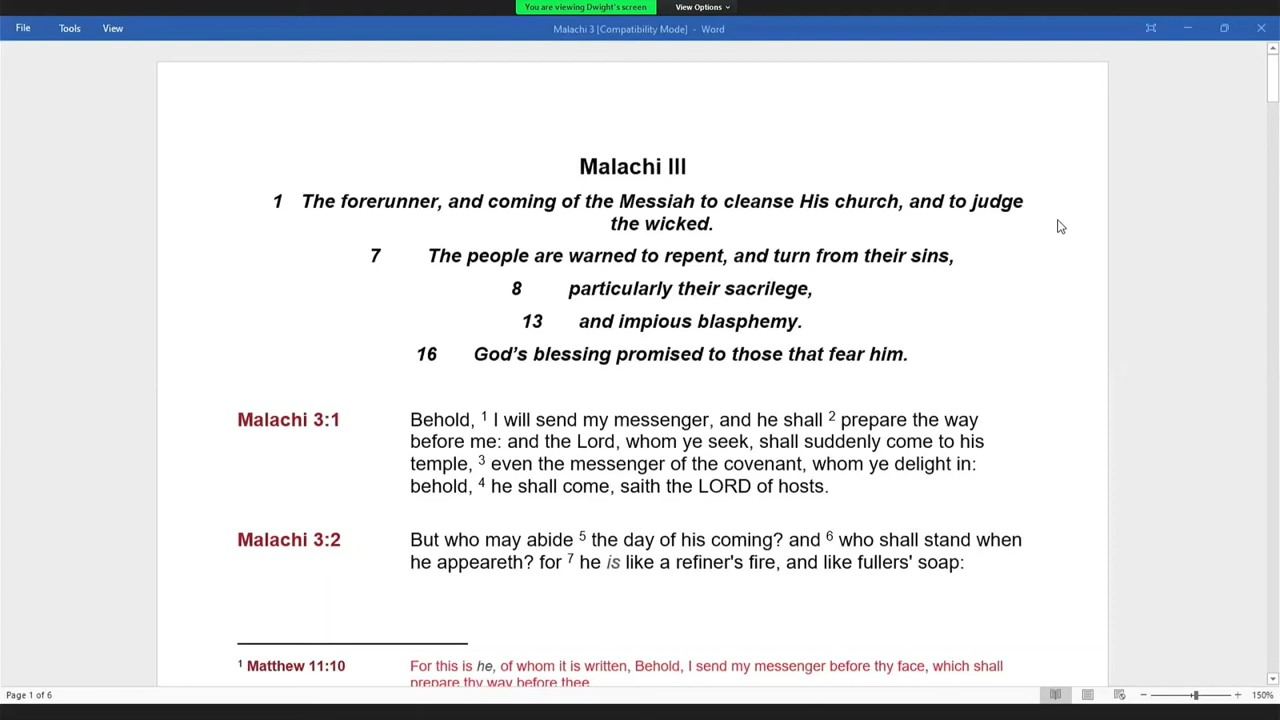 You are viewing Dwight's screen
View Options
File Tools View
Malachi 3 [Compatibility Mode] - Word
Malachi III
1 The forerunner, and coming of the Messiah to cleanse His church, and to judge
the wicked.
7 The people are warned to repent, and turn from their sins,
8 particularly their sacrilege,
13 and impious blasphemy.
16 God's blessing promised to those that fear him.
Malachi 3:1 Behold, 1 I will send my messenger, and he shall 2 prepare the way
before me: and the Lord, whom ye seek, shall suddenly come to his
temple, 3 even the messenger of the covenant, whom ye delight in:
behold, 4 he shall come, saith the LORD of hosts.
Malachi 3:2 But who may abide 5 the day of his coming? and 6 who shall stand when
he appeareth? for 7 he is like a refiner's fire, and like fullers' soap:
1 Matthew 11:10 For this is he, of whom it is written, Behold, I send my messenger before thy face, which shall
prepare thy way before thee
Page 1 of 6
150%